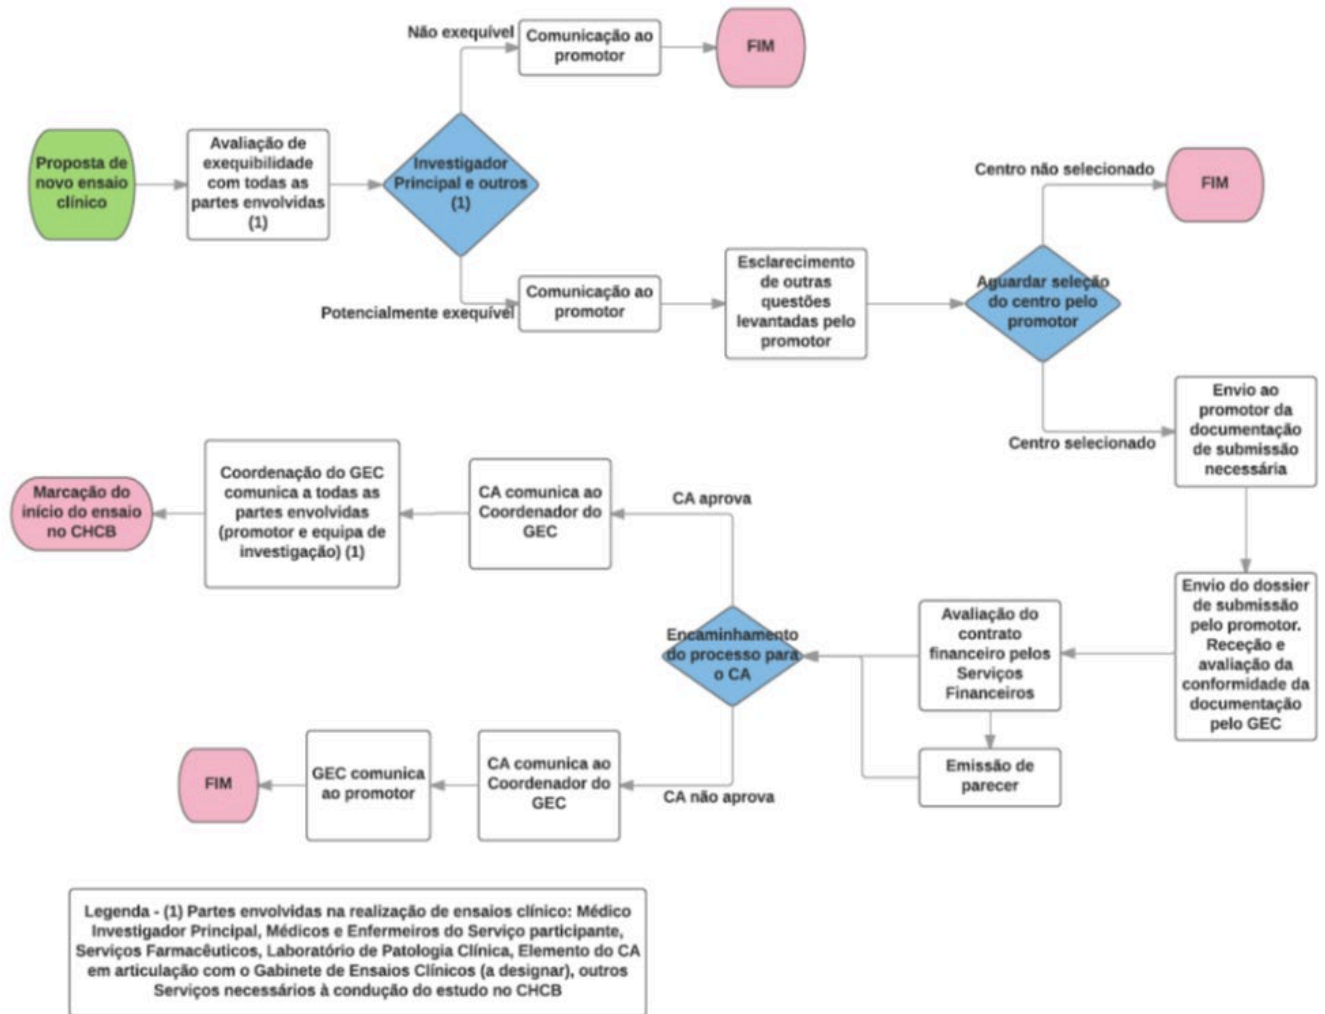 Não exequível
Comunicação ao
promotor
FIM
Proposta de
novo ensaio
clínico
Avaliação de
exequibilidade
com todas as
partes envolvidas
(1)
Investigador
Principal e outros
(1)
Centro não selecionado
FIM
Potencialmente exequível
Comunicação ao
promotor
Esclarecimento
de outras
questões
levantadas pelo
promotor
Aguardar seleção
do centro pelo
promotor
Centro selecionado
Envio ao
promotor da
documentação
de submissão
necessária
Marcação do
início do ensaio
no CHCB
Coordenação do GEC
comunica a todas as
partes envolvidas
(promotor e equipa de
investigação) (1)
CA comunica ao
Coordenador do
GEC
CA aprova
Encaminhamento
do processo para
o CA
Avaliação do
contrato
financeiro pelos
Serviços
Financeiros
Envio do dossier
de submissão
pelo promotor.
Receção e
avaliação da
conformidade da
documentação
pelo GEC
Emissão de
parecer
FIM
GEC comunica
ao promotor
CA comunica ao
Coordenador do
GEC
CA não aprova
Legenda - (1) Partes envolvidas na realização de ensaios clínico: Médico
Investigador Principal, Médicos e Enfermeiros do Serviço participante,
Serviços Farmacêuticos, Laboratório de Patologia Clínica, Elemento do CA
em articulação com o Gabinete de Ensaios Clínicos (a designar), outros
Serviços necessários à condução do estudo no CHCB